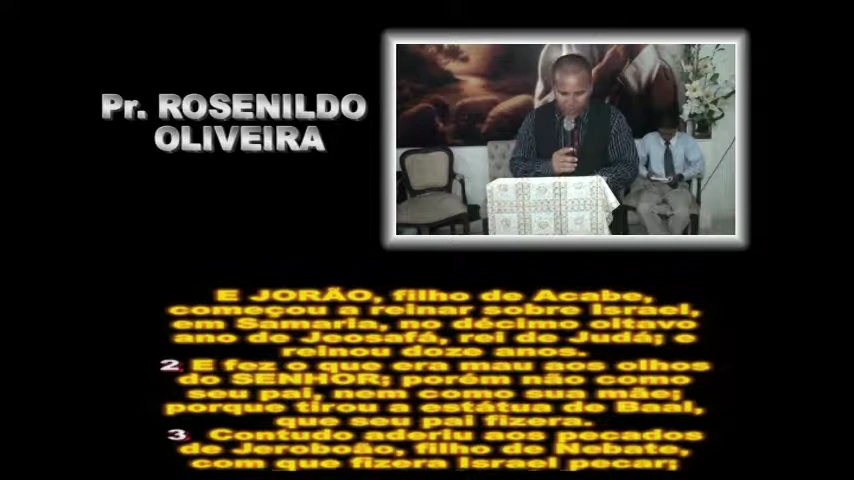 Pr. ROSENILDO
OLIVEIRA
E JORÃO, filho de Acabe,
começou a reinar sobre Israel,
em Samaria, no décimo oitavo
ano de Jeosafá, rei de Judá; e
reinou doze anos.
2 E fez o que era mau aos olhos
do SENHOR; porém não como
seu pai, nem como sua mãe;
porque tirou a estátua de Baal,
que seu pai fizera.
3 Contudo aderiu aos pecados
de Jeroboão, filho de Nebate,
com que fizera Israel pecar;